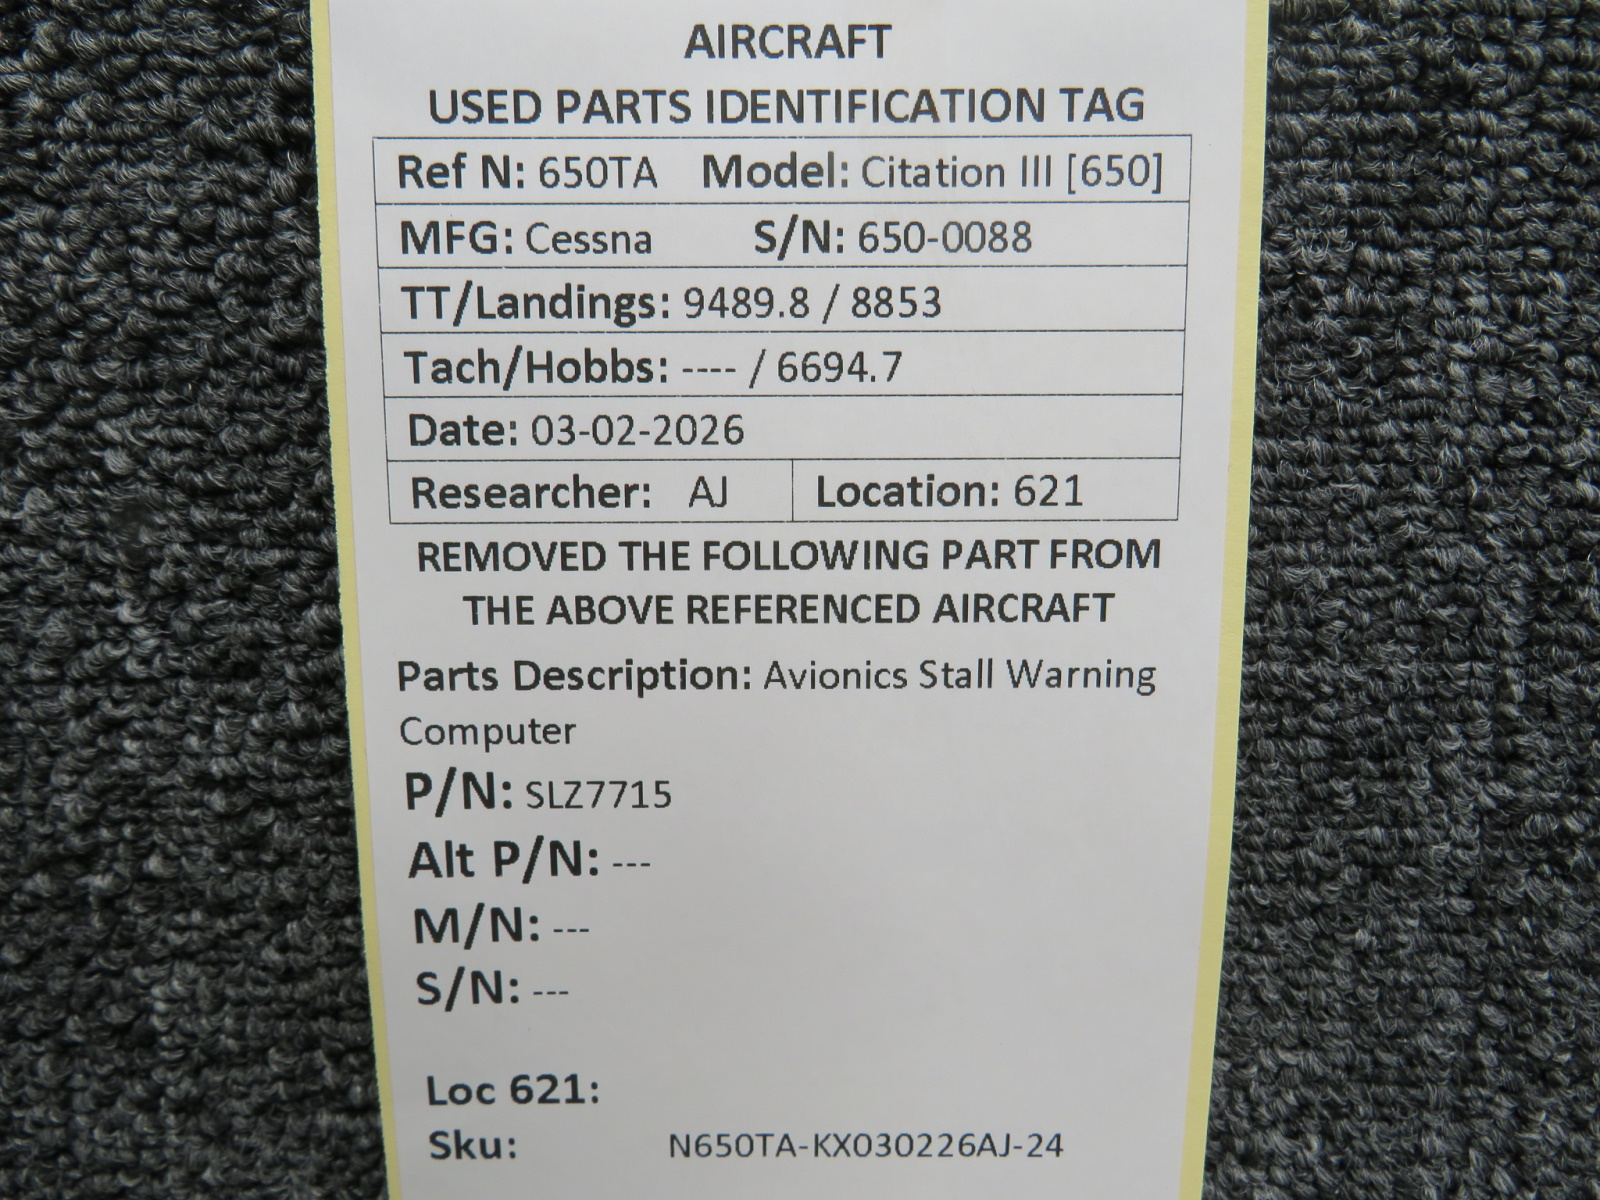 AIRCRAFT
USED PARTS IDENTIFICATION TAG
Ref N: 650TA Model: Citation III [650]
MFG: Cessna S/N: 650-0088
TT/Landings: 9489.8 / 8853
Tach/Hobbs: ---- / 6694.7
Date: 03-02-2026
Researcher: AJ Location: 621
REMOVED THE FOLLOWING PART FROM
THE ABOVE REFERENCED AIRCRAFT
Parts Description: Avionics Stall Warning
Computer
P/N: SLZ7715
Alt P/N: ---
M/N: ---
S/N: ---
Loc 621:
Sku: N650TA-KX030226AJ-24